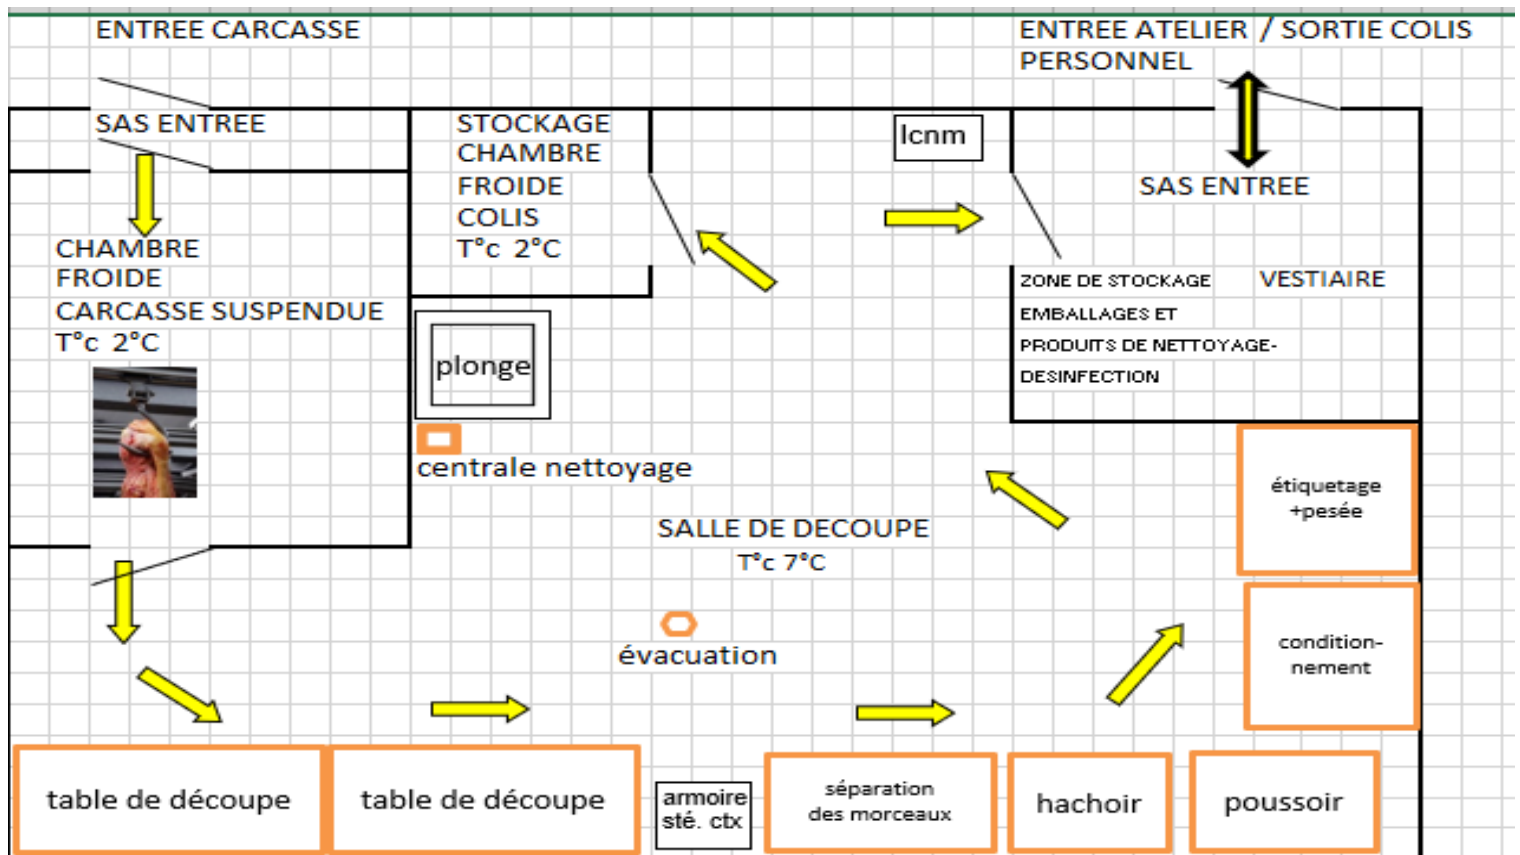 ENTREE CARCASSE
ENTREE ATELIER / SORTIE COLIS
PERSONNEL
SAS ENTREE
STOCKAGE
CHAMBRE
FROIDE
COLIS
T°c 2°C
lcnm
SAS ENTREE
CHAMBRE
FROIDE
CARCASSE SUSPENDUE
T°c 2°C
ZONE DE STOCKAGE
EMBALLAGES ET
PRODUITS DE NETTOYAGE-
DESINFECTION
VESTIAIRE
plonge
centrale nettoyage
étiquetage
+pesée
SALLE DE DECOUPE
T°c 7°C
évacuation
condition-
nement
table de découpe
table de découpe
armoire
sté. ctx
séparation
des morceaux
hachoir
poussoir